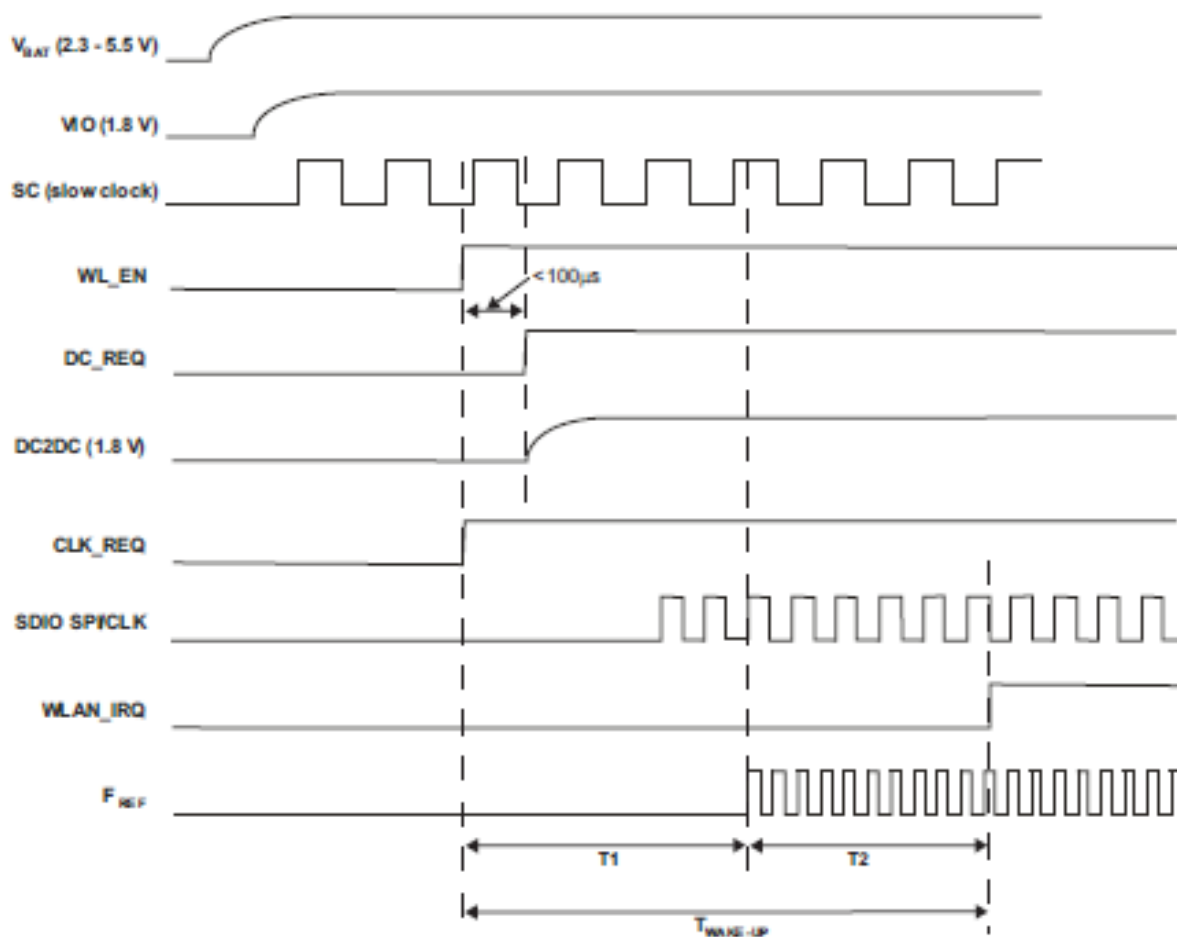 VBAT (2.3 - 5.5 V)
VIO (1.8 V)
SC (slow clock)
WL_EN
<100µs
DC_REQ
DC2DC (1.8 V)
CLK_REQ
SDIO SPI/CLK
WLAN_IRQ
FREF
T1
T2
TWAKE-UP